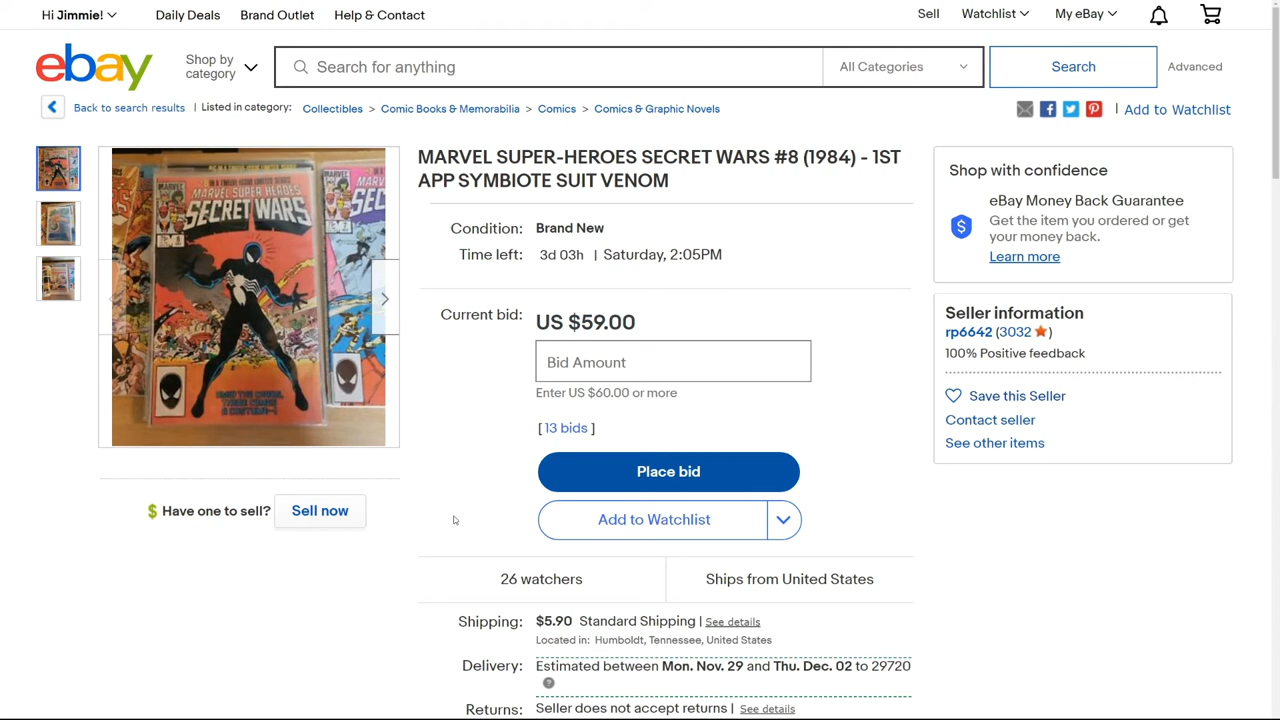 Hi Jimmie!
Daily Deals
Brand Outlet
Help & Contact
Sell
Watchlist
My eBay
ebay
Shop by
category
Search for anything
All Categories
Search
Advanced
Back to search results
| Listed in category:
Collectibles > Comic Books & Memorabilia > Comics > Comics & Graphic Novels
| Add to Watchlist
MARVEL SUPER-HEROES SECRET WARS #8 (1984) - 1ST
APP SYMBIOTE SUIT VENOM
Condition: Brand New
Time left: 3d 03h | Saturday, 2:05PM
Current bid: US $59.00
Bid Amount
Enter US $60.00 or more
[ 13 bids ]
Place bid
Add to Watchlist
26 watchers
Ships from United States
Shipping: $5.90 Standard Shipping | See details
Located in: Humboldt, Tennessee, United States
Delivery: Estimated between Mon. Nov. 29 and Thu. Dec. 02 to 29720
?
Returns: Seller does not accept returns | See details
MARVEL SUPER HEROES
SECRET WARS
$ Have one to sell? Sell now
Shop with confidence
eBay Money Back Guarantee
Get the item you ordered or get
your money back.
Learn more
Seller information
rp6642 (3032 )
100% Positive feedback
Save this Seller
Contact seller
See other items